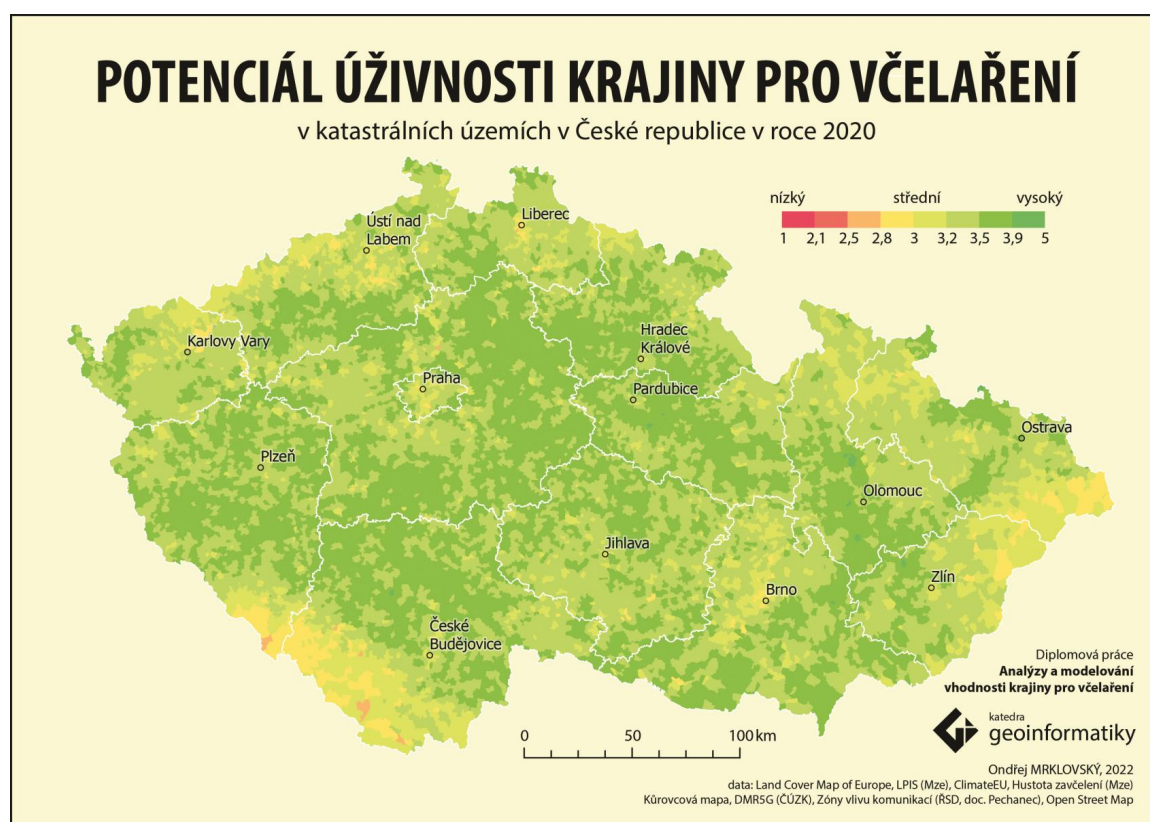 POTENCIÁL ÚŽIVNOSTI KRAJINY PRO VČELAŘENÍ
v katastrálních územích v České republice v roce 2020
nízký střední vysoký
1 2,1 2,5 2,8 3 3,2 3,5 3,9 5
Liberec
Ústí nad
Labem
Karlovy Vary
Hradec
Králové
Praha
Pardubice
Ostrava
Plzeň
Olomouc
Jihlava
Zlín
Brno
České
Budějovice
0 50 100 km
Diplomová práce
Analýzy a modelování
vhodnosti krajiny pro včelaření
katedra
geoinformatiky
Ondřej MRKLOVSKÝ, 2022
data: Land Cover Map of Europe, LPIS (Mze), ClimateEU, Hustota zavčelení (Mze)
Kůrovcová mapa, DMR5G (ČÚZK), Zóny vlivu komunikací (ŘSD, doc. Pechanec), Open Street Map